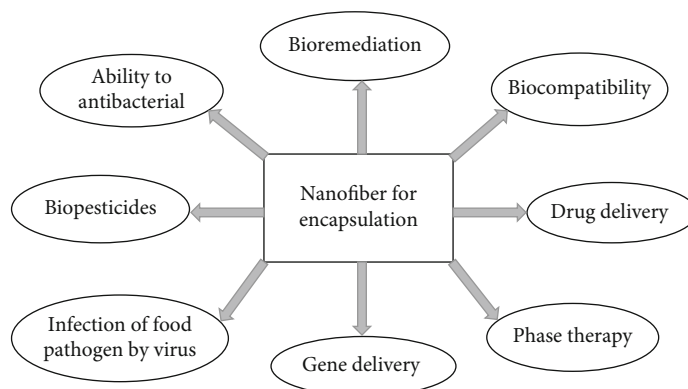 Bioremediation
Ability to
antibacterial
Biocompatibility
Nanofiber for
encapsulation
Biopesticides
Drug delivery
Infection of food
pathogen by virus
Gene delivery
Phase therapy